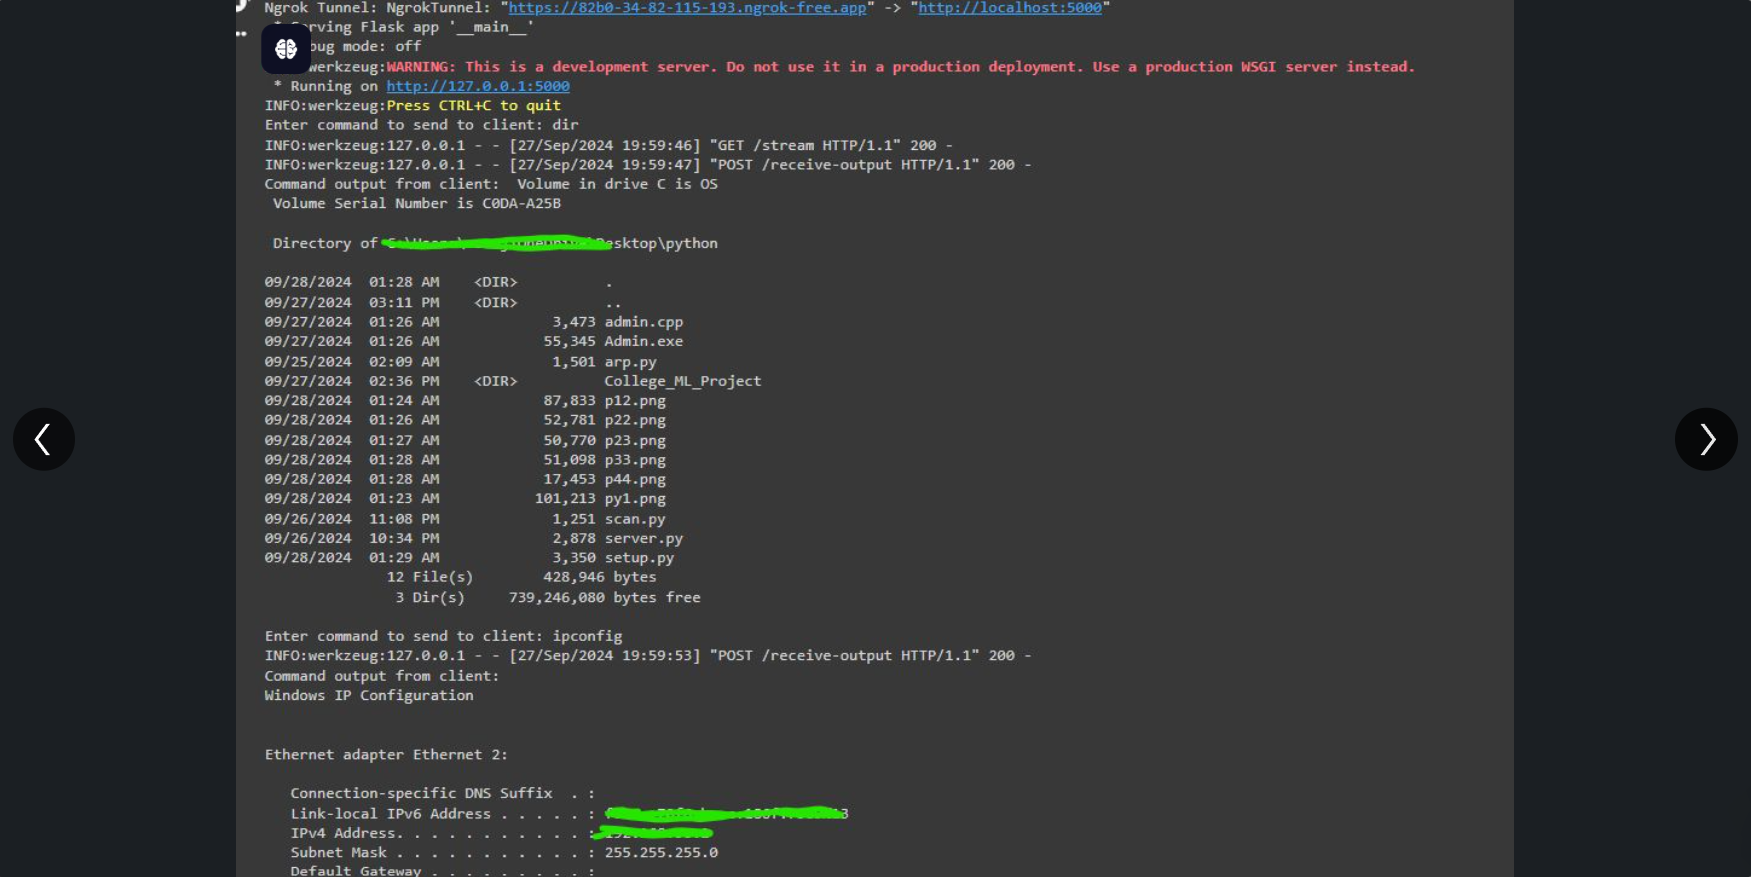 Ngrok Tunnel: NgrokTunnel: "https://82b0-34-82-115-193.ngrok-free.app" -> "http://localhost:5000"
rving Flask app '__main__'
bug mode: off
werkzeug:WARNING: This is a development server. Do not use it in a production deployment. Use a production WSGI server instead.
* Running on http://127.0.0.1:5000
INFO:werkzeug:Press CTRL+C to quit
Enter command to send to client: dir
INFO:werkzeug:127.0.0.1 - - [27/Sep/2024 19:59:46] "GET /stream HTTP/1.1" 200 -
INFO:werkzeug:127.0.0.1 - - [27/Sep/2024 19:59:47] "POST /receive-output HTTP/1.1" 200 -
Command output from client:  Volume in drive C is OS
Volume Serial Number is C0DA-A25B
Directory of esktop\python
09/28/2024  01:28 AM    <DIR>          .
09/27/2024  03:11 PM    <DIR>          ..
09/27/2024  01:26 AM             3,473 admin.cpp
09/27/2024  01:26 AM            55,345 Admin.exe
09/25/2024  02:09 AM             1,501 arp.py
09/27/2024  02:36 PM    <DIR>          College_ML_Project
09/28/2024  01:24 AM            87,833 p12.png
09/28/2024  01:26 AM            52,781 p22.png
09/28/2024  01:27 AM            50,770 p23.png
09/28/2024  01:28 AM            51,098 p33.png
09/28/2024  01:28 AM            17,453 p44.png
09/28/2024  01:23 AM           101,213 py1.png
09/26/2024  11:08 PM             1,251 scan.py
09/26/2024  10:34 PM             2,878 server.py
09/28/2024  01:29 AM             3,350 setup.py
12 File(s)        428,946 bytes
3 Dir(s)     739,246,080 bytes free
Enter command to send to client: ipconfig
INFO:werkzeug:127.0.0.1 - - [27/Sep/2024 19:59:53] "POST /receive-output HTTP/1.1" 200 -
Command output from client:
Windows IP Configuration
Ethernet adapter Ethernet 2:
Connection-specific DNS Suffix  . :
Link-local IPv6 Address . . . . . :
IPv4 Address. . . . . . . . . . . :
Subnet Mask . . . . . . . . . . . : 255.255.255.0
Default Gateway . . . . . . . . . :